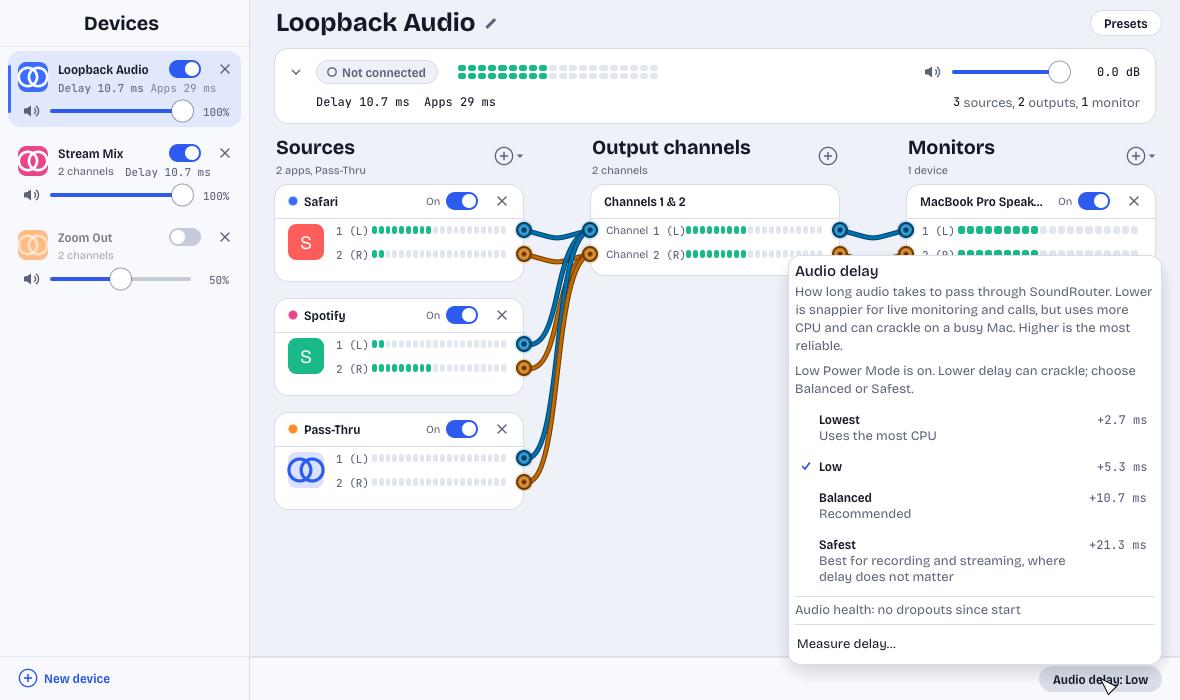 Devices
Loopback Audio
Delay 10.7 ms Apps 29 ms
100%
Stream Mix
2 channels Delay 10.7 ms
100%
Zoom Out
2 channels
50%
New device
Loopback Audio
Presets
Not connected
0.0 dB
Delay 10.7 ms Apps 29 ms
3 sources, 2 outputs, 1 monitor
Sources
2 apps, Pass-Thru
Safari On
S
1 (L)
2 (R)
Spotify On
S
1 (L)
2 (R)
Pass-Thru On
1 (L)
2 (R)
Output channels
2 channels
Channels 1 & 2
Channel 1 (L)
Channel 2 (R)
Monitors
1 device
MacBook Pro Speak... On
1 (L)
2 (R)
Audio delay
How long audio takes to pass through SoundRouter. Lower
is snappier for live monitoring and calls, but uses more
CPU and can crackle on a busy Mac. Higher is the most
reliable.
Low Power Mode is on. Lower delay can crackle; choose
Balanced or Safest.
Lowest +2.7 ms
Uses the most CPU
Low +5.3 ms
Balanced +10.7 ms
Recommended
Safest +21.3 ms
Best for recording and streaming, where
delay does not matter
Audio health: no dropouts since start
Measure delay...
Audio delay: Low